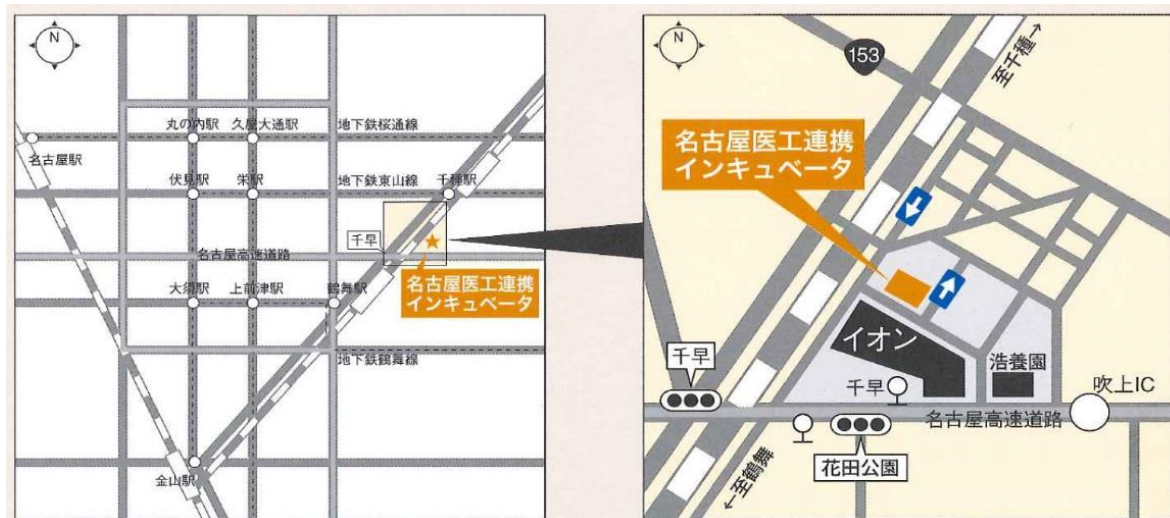 N
丸の内駅
久屋大通駅
地下鉄桜通線
名古屋駅
伏見駅
栄駅
地下鉄東山線
千種駅
千早
名古屋高速道路
名古屋医工連携
インキュベータ
大須駅
上前津駅
鶴舞駅
地下鉄鶴舞線
金山駅
N
153
至千種→
名古屋医工連携
インキュベータ
イオン
千早
浩養園
千早
吹上IC
名古屋高速道路
花田公園
←至鶴舞